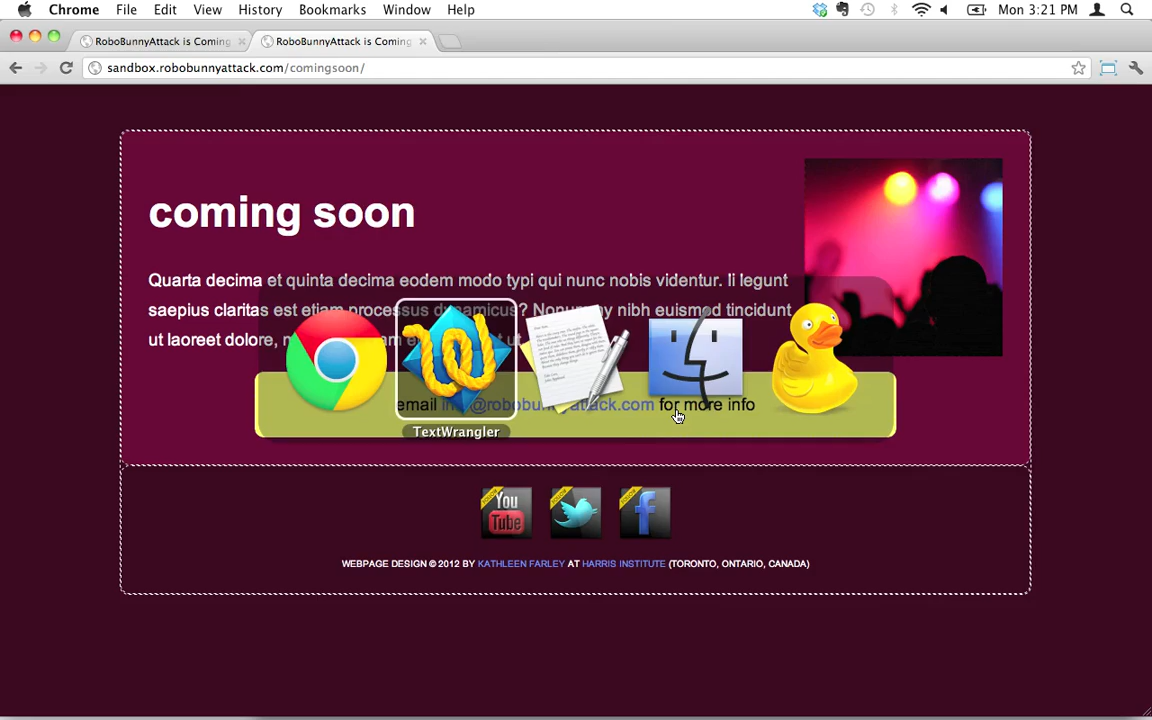 Chrome File Edit View History Bookmarks Window Help Mon 3:21 PM
RoboBunnyAttack is Coming RoboBunnyAttack is Coming
sandbox.robobunnyattack.com/comingsoon/
coming soon
Quarta decima et quinta decima eodem modo typi qui nunc nobis videntur. Ii legunt
saepius claritas est etiam processus dynamicus? Nonummy nibh euismod tincidunt
ut laoreet dolore,
email info@robobunnyattack.com for more info
TextWrangler
FOLLOW You Tube FOLLOW FOLLOW f
WEBPAGE DESIGN © 2012 BY KATHLEEN FARLEY AT HARRIS INSTITUTE (TORONTO, ONTARIO, CANADA)